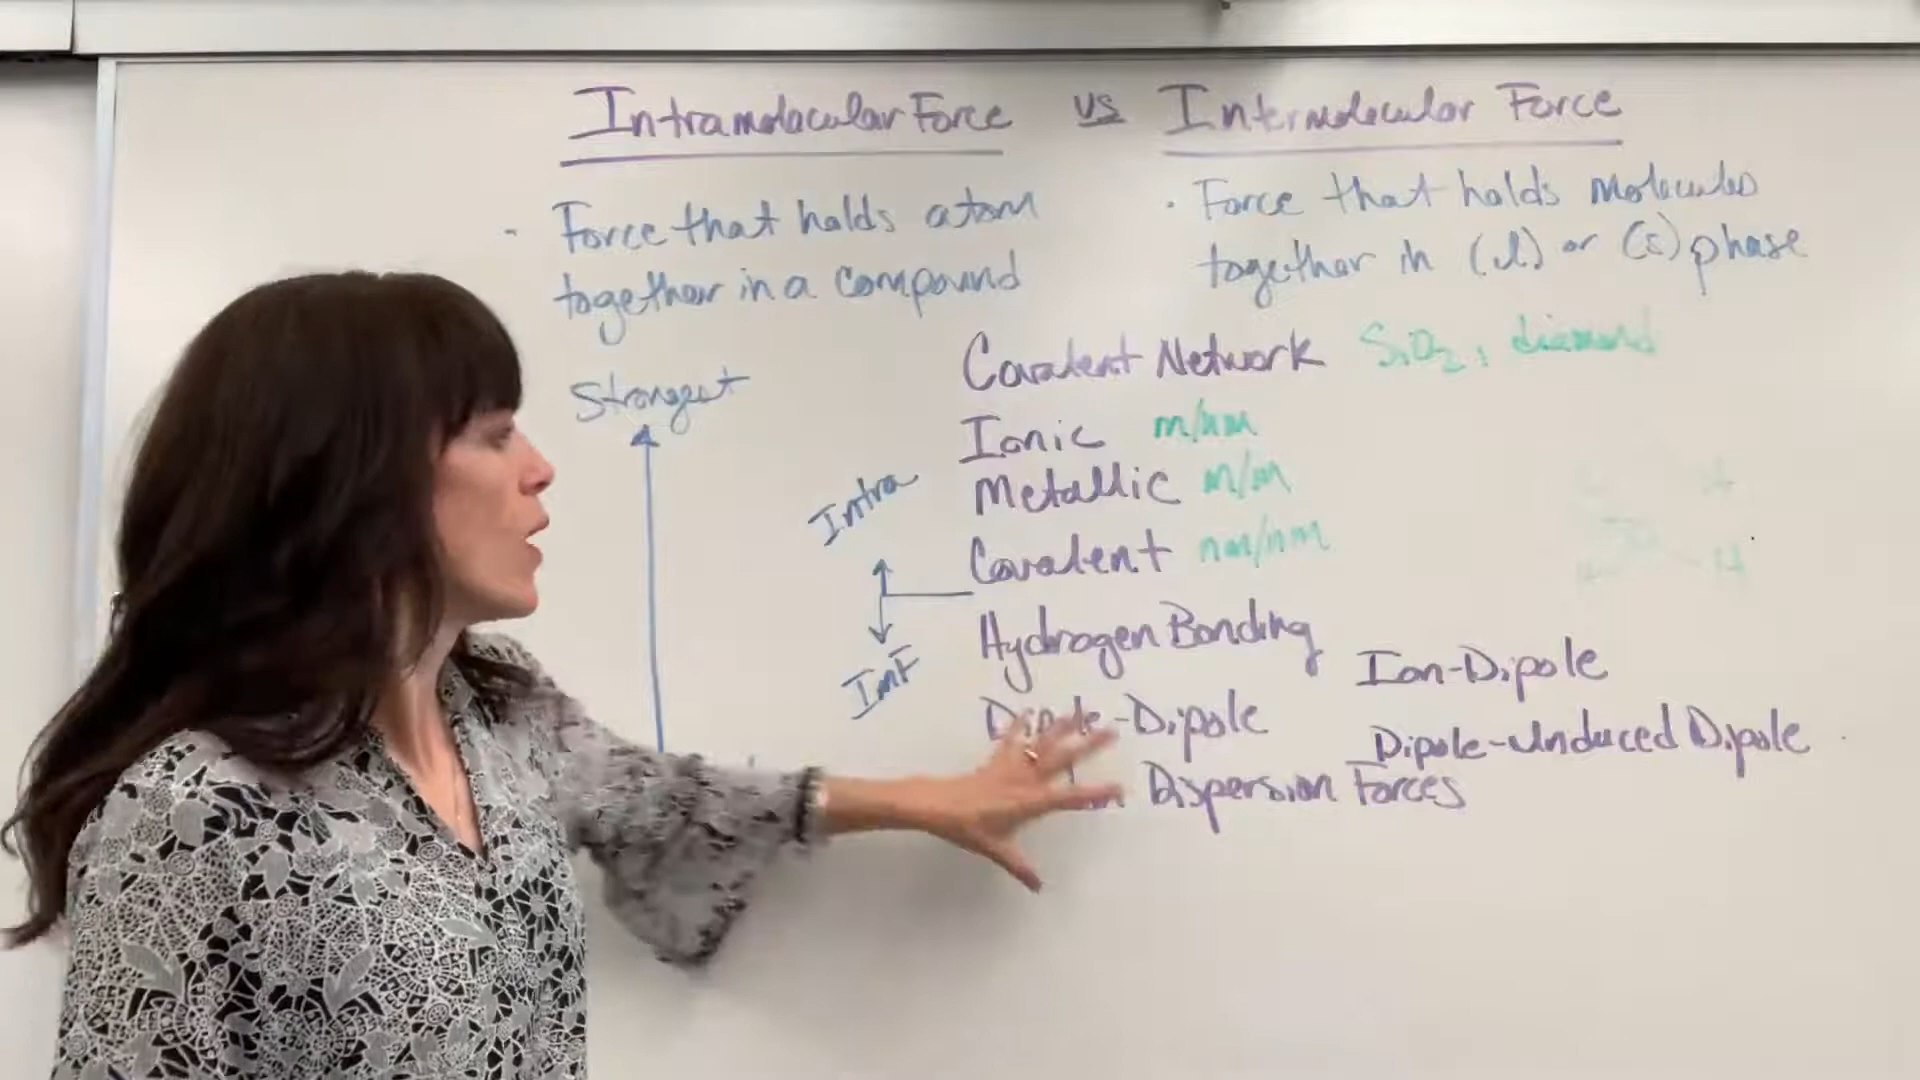 Intramolecular Force vs Intermolecular Force
· Force that holds atom
together in a compound
· Force that holds molecules
together in (l) or (s) phase
Strongest
Covalent Network SiO2, diamond
Ionic m/nm
Metallic m/m
Covalent nm/nm
Intra
ImF
Hydrogen Bonding
Ion-Dipole
Dipole-Dipole
Dipole-Induced Dipole
Dispersion Forces